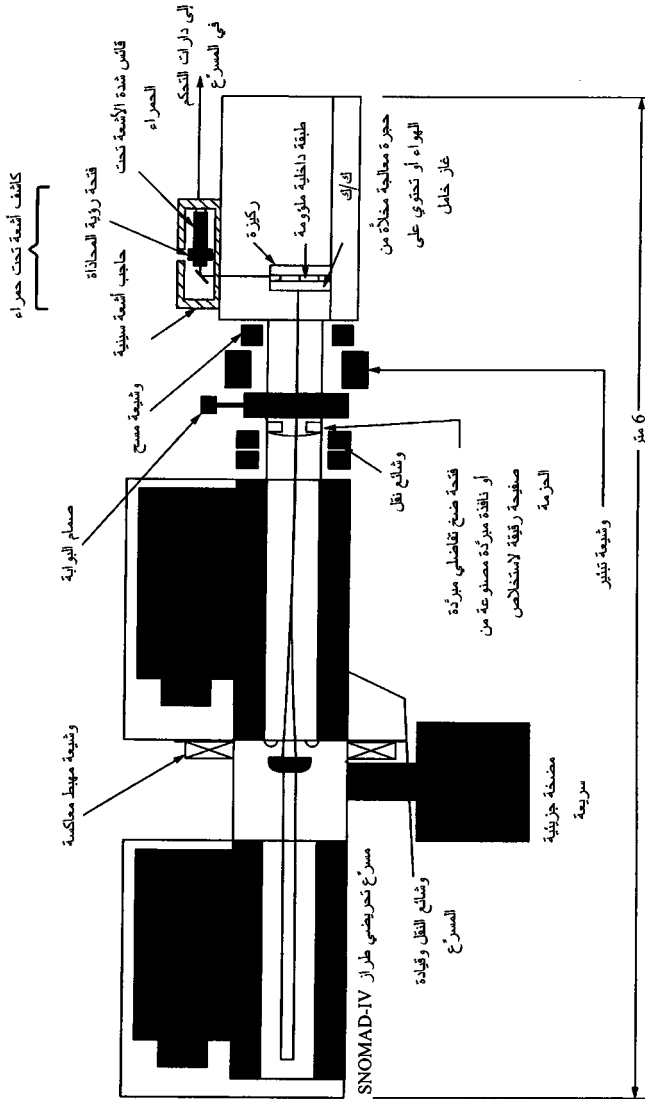 كاشف أشعة تحت حمراء
إلى دارات التحكم
في المسرّع
قائس شدة الأشعة تحت
الحمراء
فتحة رؤية المحاذاة
حاجب أشعة سينية
وشيعة مسح
صمام البوابة
وشيعة مهبط معاكسة
ركيزة
طبقة داخلية ملوومة
ك/ك
حجرة معالجة مخلاّة من
الهواء أو تحتوي على
غاز خامل
وشائع نقل
فتحة ضخ تفاضلي مبرّدة
أو نافذة مبرّدة مصنوعة من
صفيحة رقيقة لاستخلاص
الحزمة
وشيعة تبئير
مضخة جزيئية
سريعة
وشائع النقل وقيادة
المسرّع
مسرّع تحريضي طراز SNOMAD-IV
6 متر